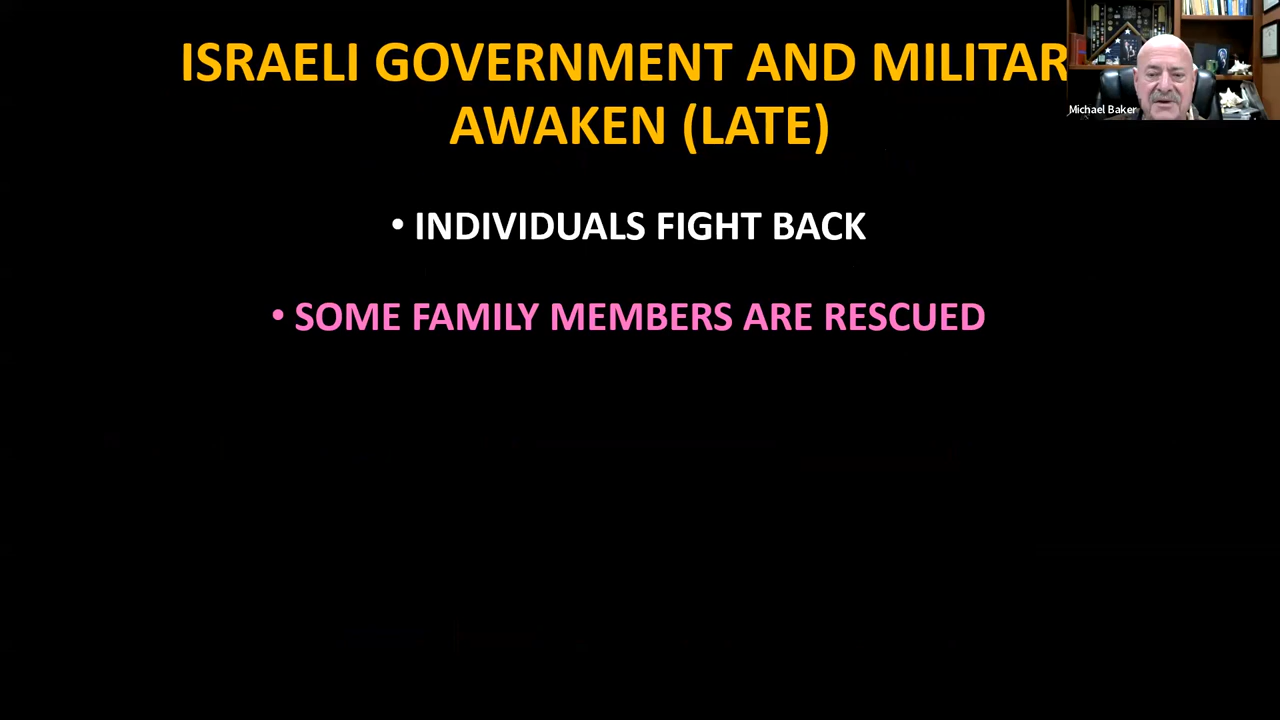 ISRAELI GOVERNMENT AND MILITAR
AWAKEN (LATE)
• INDIVIDUALS FIGHT BACK
• SOME FAMILY MEMBERS ARE RESCUED
Michael Baker